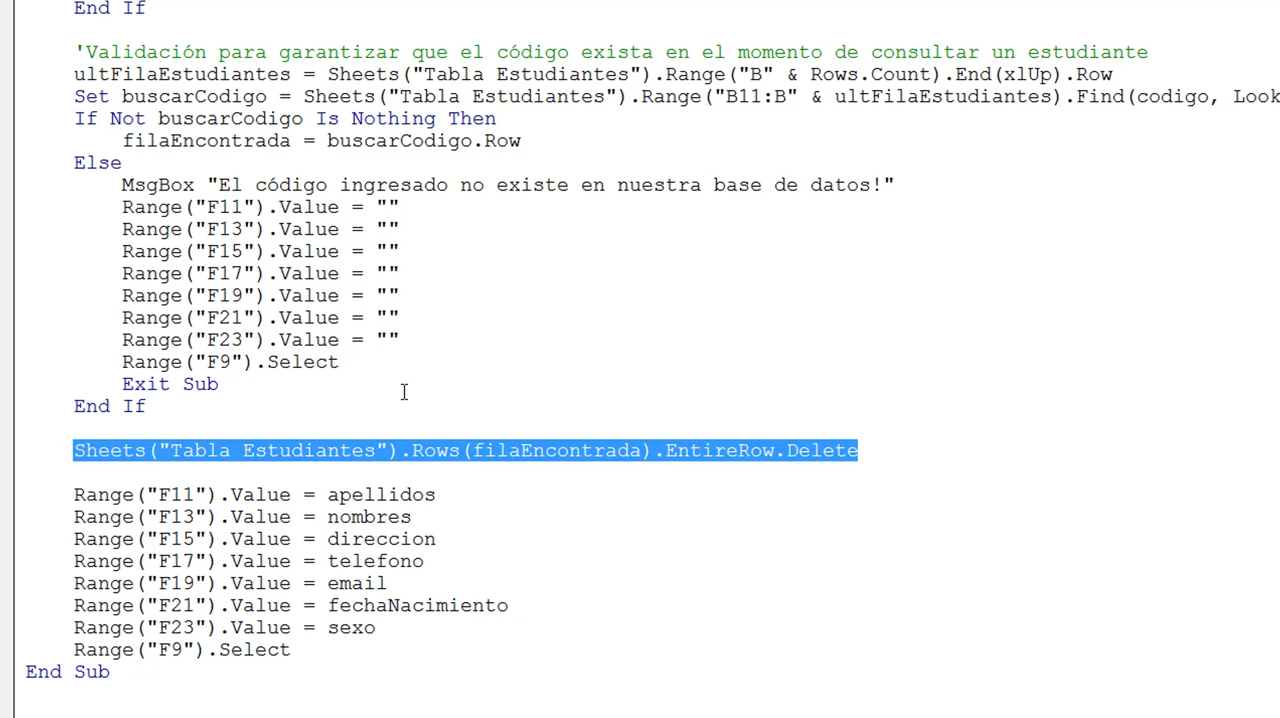 End If
'Validación para garantizar que el código exista en el momento de consultar un estudiante
ultFilaEstudiantes = Sheets("Tabla Estudiantes").Range("B" & Rows.Count).End(xlUp).Row
Set buscarCodigo = Sheets("Tabla Estudiantes").Range("B11:B" & ultFilaEstudiantes).Find(codigo, Look
If Not buscarCodigo Is Nothing Then
filaEncontrada = buscarCodigo.Row
Else
MsgBox "El código ingresado no existe en nuestra base de datos!"
Range("F11").Value = ""
Range("F13").Value = ""
Range("F15").Value = ""
Range("F17").Value = ""
Range("F19").Value = ""
Range("F21").Value = ""
Range("F23").Value = ""
Range("F9").Select
Exit Sub
End If
Sheets("Tabla Estudiantes").Rows(filaEncontrada).EntireRow.Delete
Range("F11").Value = apellidos
Range("F13").Value = nombres
Range("F15").Value = direccion
Range("F17").Value = telefono
Range("F19").Value = email
Range("F21").Value = fechaNacimiento
Range("F23").Value = sexo
Range("F9").Select
End Sub